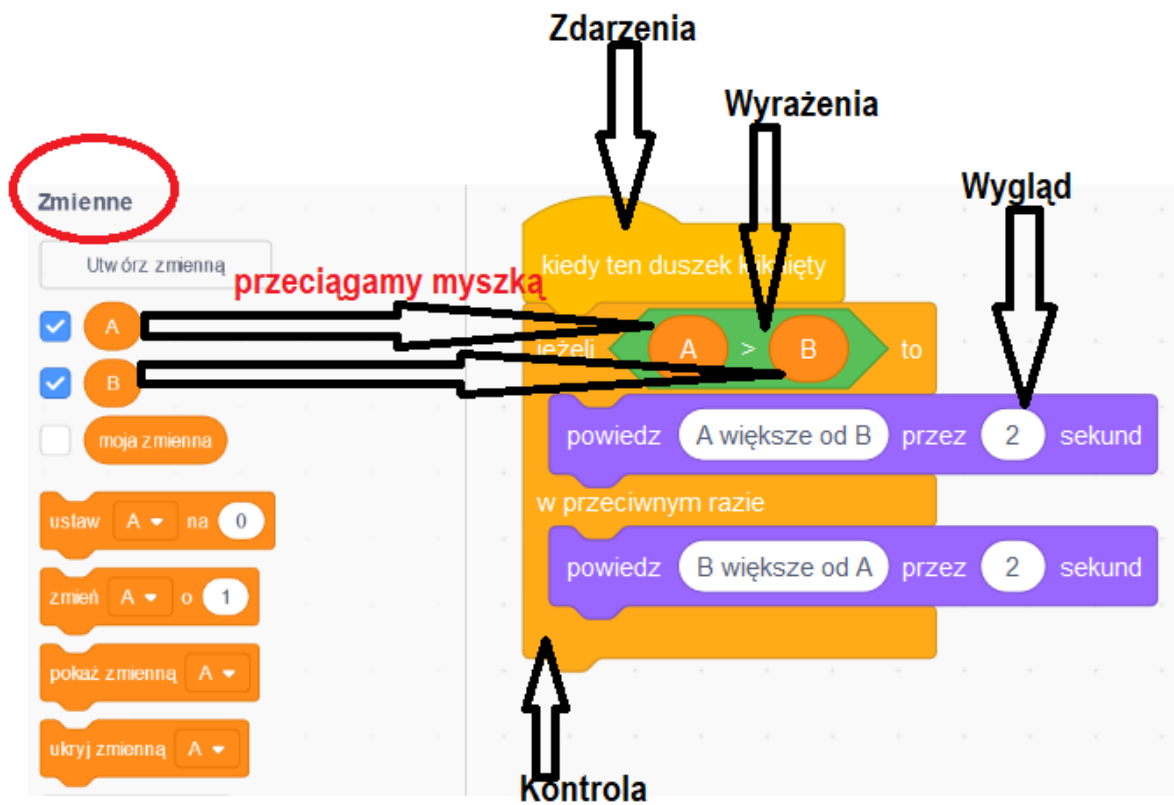 Zdarzenia
Wyrażenia
Wygląd
Zmienne
Utwórz zmienną
przeciągamy myszką
A
B
moja zmienna
ustaw A na 0
zmień A o 1
pokaż zmienną A
ukryj zmienną A
kiedy ten duszek kliknięty
jeżeli A > B to
powiedz A większe od B przez 2 sekund
w przeciwnym razie
powiedz B większe od A przez 2 sekund
Kontrola